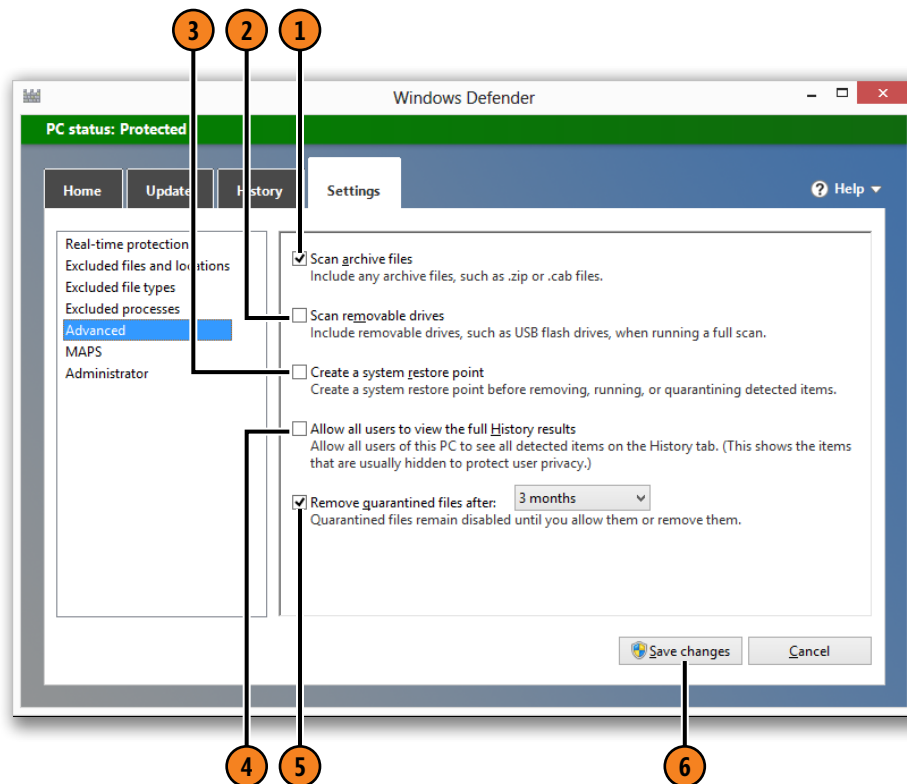 3 2 1
Windows Defender
PC status: Protected
Home Update History Settings Help
Real-time protection
Excluded files and locations
Excluded file types
Excluded processes
Advanced
MAPS
Administrator
Scan archive files
Include any archive files, such as .zip or .cab files.
Scan removable drives
Include removable drives, such as USB flash drives, when running a full scan.
Create a system restore point
Create a system restore point before removing, running, or quarantining detected items.
Allow all users to view the full History results
Allow all users of this PC to see all detected items on the History tab. (This shows the items
that are usually hidden to protect user privacy.)
Remove quarantined files after: 3 months
Quarantined files remain disabled until you allow them or remove them.
Save changes Cancel
4 5 6